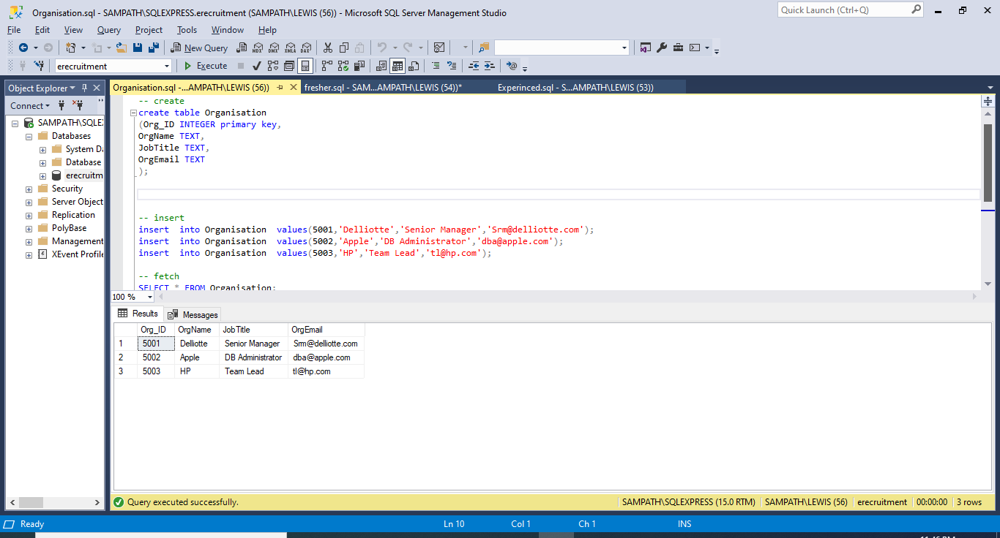 Organisation.sql - SAMPATH\SQLEXPRESS.erecruitment (SAMPATH\LEWIS (56)) - Microsoft SQL Server Management Studio
Quick Launch (Ctrl+Q)
File Edit View Query Project Tools Window Help
New Query MDX DMX XMLA DAX
erecruitment Execute
Object Explorer
Organisation.sql -...AMPATH\LEWIS (56))
fresher.sql - SAM...AMPATH\LEWIS (54))*
Experinced.sql - S...AMPATH\LEWIS (53))
Connect
SAMPATH\SQLE
Databases
System Da
Database
erecruitm
Security
Server Object
Replication
PolyBase
Management
XEvent Profile
-- create
create table Organisation
(Org_ID INTEGER primary key,
OrgName TEXT,
JobTitle TEXT,
OrgEmail TEXT
);
-- insert
insert  into Organisation  values(5001,'Delliotte','Senior Manager','Srm@delliotte.com');
insert  into Organisation  values(5002,'Apple','DB Administrator','dba@apple.com');
insert  into Organisation  values(5003,'HP','Team Lead','tl@hp.com');
-- fetch
SELECT * FROM Organisation;
100 %
Results Messages
Org_ID OrgName JobTitle OrgEmail
1 5001 Delliotte Senior Manager Srm@delliotte.com
2 5002 Apple DB Administrator dba@apple.com
3 5003 HP Team Lead tl@hp.com
Query executed successfully.
SAMPATH\SQLEXPRESS (15.0 RTM) SAMPATH\LEWIS (56) erecruitment 00:00:00 3 rows
Ready Ln 10 Col 1 Ch 1 INS